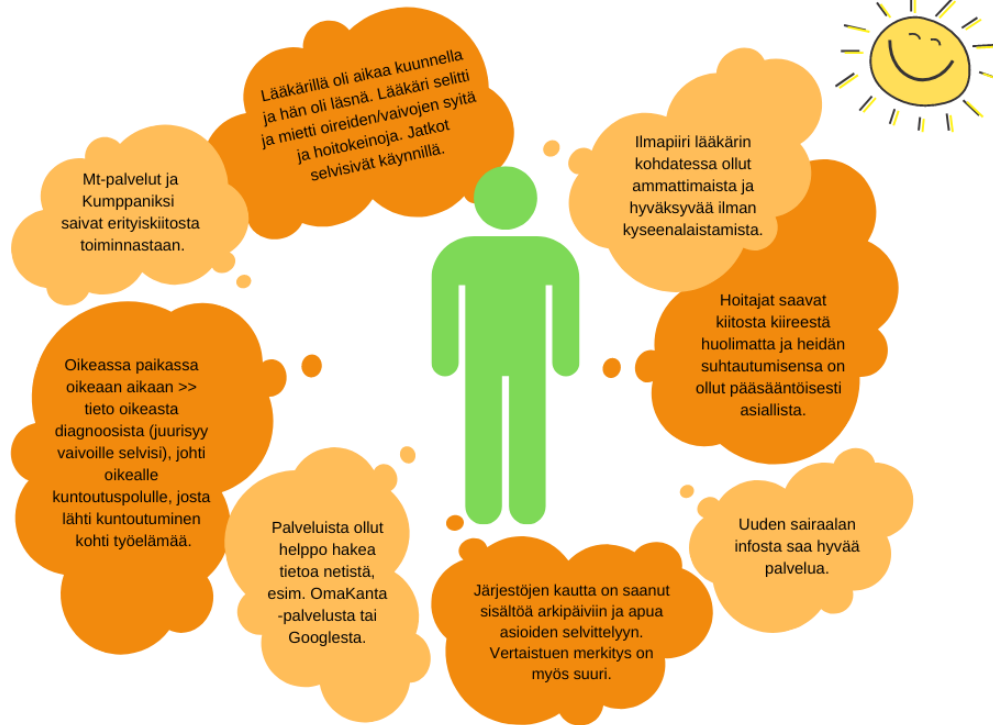 Lääkärillä oli aikaa kuunnella
ja hän oli läsnä. Lääkäri selitti
ja mietti oireiden/vaivojen syitä
ja hoitokeinoja. Jatkot
selvisivät käynnillä.
Mt-palvelut ja
Kumppaniksi
saivat erityiskiitosta
toiminnastaan.
Ilmapiiri lääkärin
kohdatessa ollut
ammattimaista ja
hyväksyvää ilman
kyseenalaistamista.
Hoitajat saavat
kiitosta kiireestä
huolimatta ja heidän
suhtautumisensa on
ollut pääsääntöisesti
asiallista.
Oikeassa paikassa
oikeaan aikaan >>
tieto oikeasta
diagnoosista (juurisyy
vaivoille selvisi), johti
oikealle
kuntoutuspolulle, josta
lähti kuntoutuminen
kohti työelämää.
Palveluista ollut
helppo hakea
tietoa netistä,
esim. OmaKanta
-palvelusta tai
Googlesta.
Järjestöjen kautta on saanut
sisältöä arkipäiviin ja apua
asioiden selvittelyyn.
Vertaistuen merkitys on
myös suuri.
Uuden sairaalan
infosta saa hyvää
palvelua.